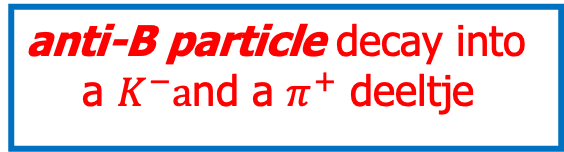 anti-B particle decay into
a K⁻and a π⁺ deeltje